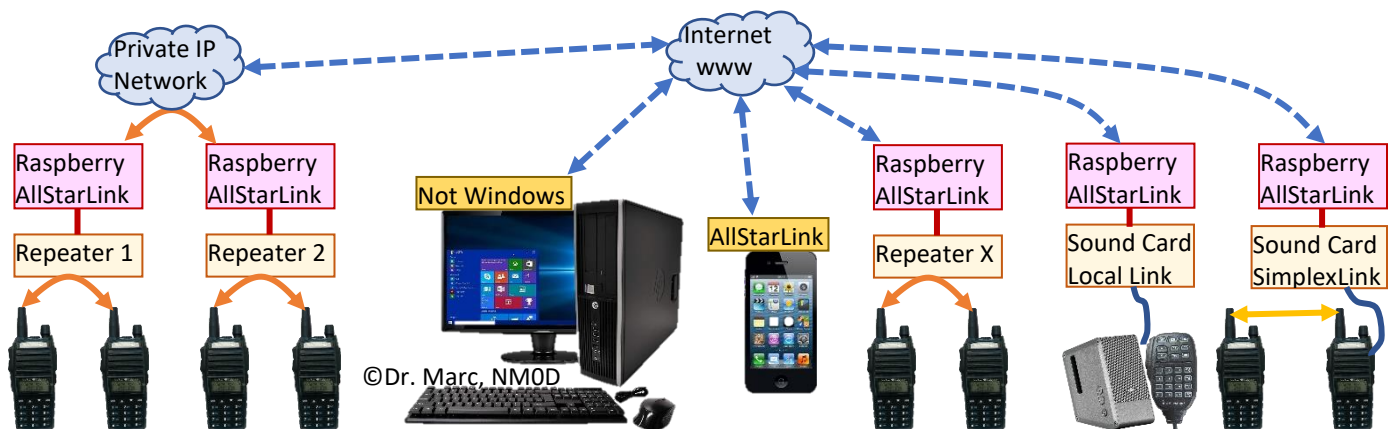 Private IP
Network
Internet
www
Raspberry
AllStarLink
Raspberry
AllStarLink
Not Windows
AllStarLink
Raspberry
AllStarLink
Raspberry
AllStarLink
Raspberry
AllStarLink
Repeater 1
Repeater 2
Repeater X
Sound Card
Local Link
Sound Card
SimplexLink
©Dr. Marc, NM0D